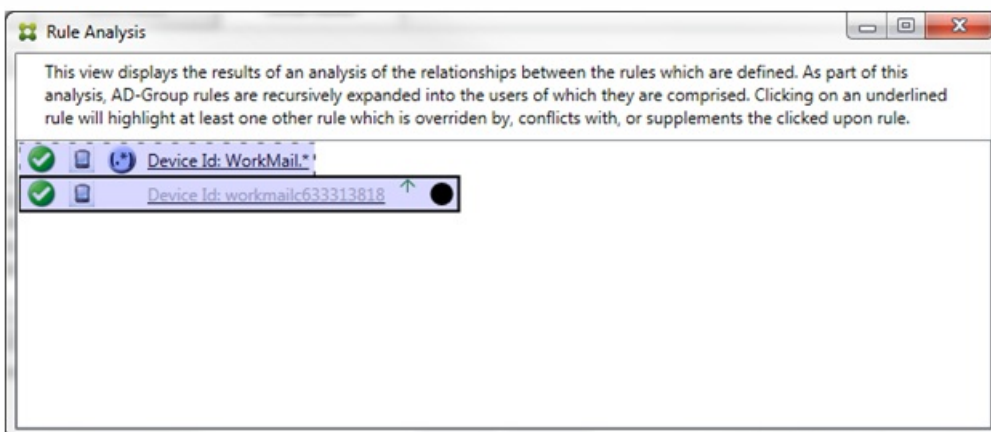 Rule Analysis
This view displays the results of an analysis of the relationships between the rules which are defined. As part of this
analysis, AD-Group rules are recursively expanded into the users of which they are comprised. Clicking on an underlined
rule will highlight at least one other rule which is overriden by, conflicts with, or supplements the clicked upon rule.
(.*) Device Id: WorkMail.*
Device Id: workmailc633313818